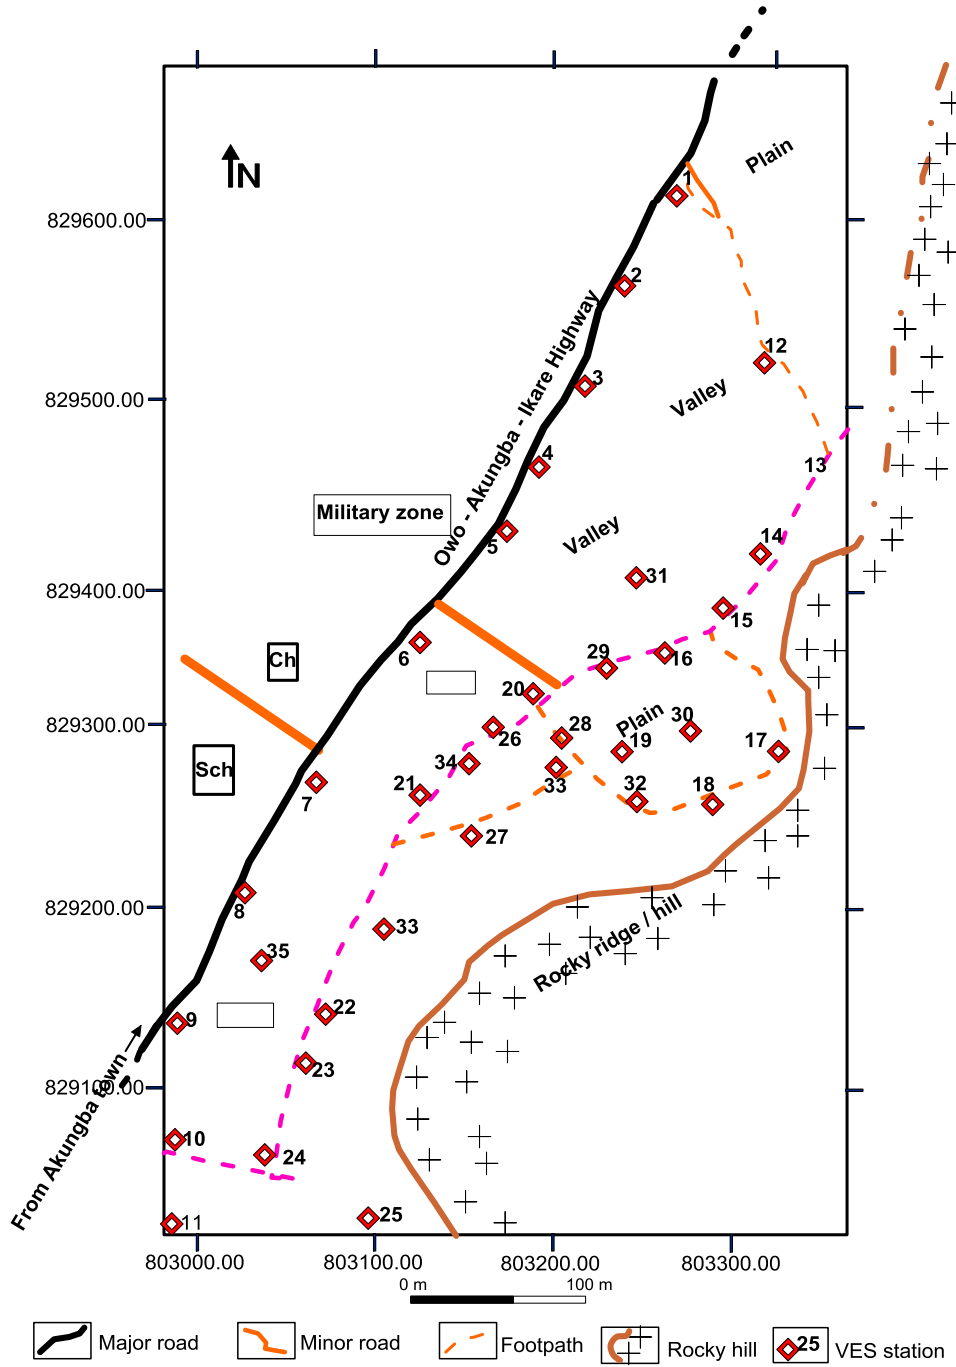 Plain
N
1
829600.00
2
Owo - Akungba - Ikare Highway
12
3
829500.00
Valley
4
13
Military zone
Valley
5
14
31
829400.00
15
6
16
29
Ch
20
Plain
30
28
829300.00
26
19
17
34
Sch
33
32
18
21
7
27
829200.00
8
33
Rocky ridge / hill
35
22
9
23
829100.00
From Akungba town
10
24
11
25
803000.00
803100.00
803200.00
803300.00
0 m
100 m
Major road
Minor road
Footpath
Rocky hill
25
VES station